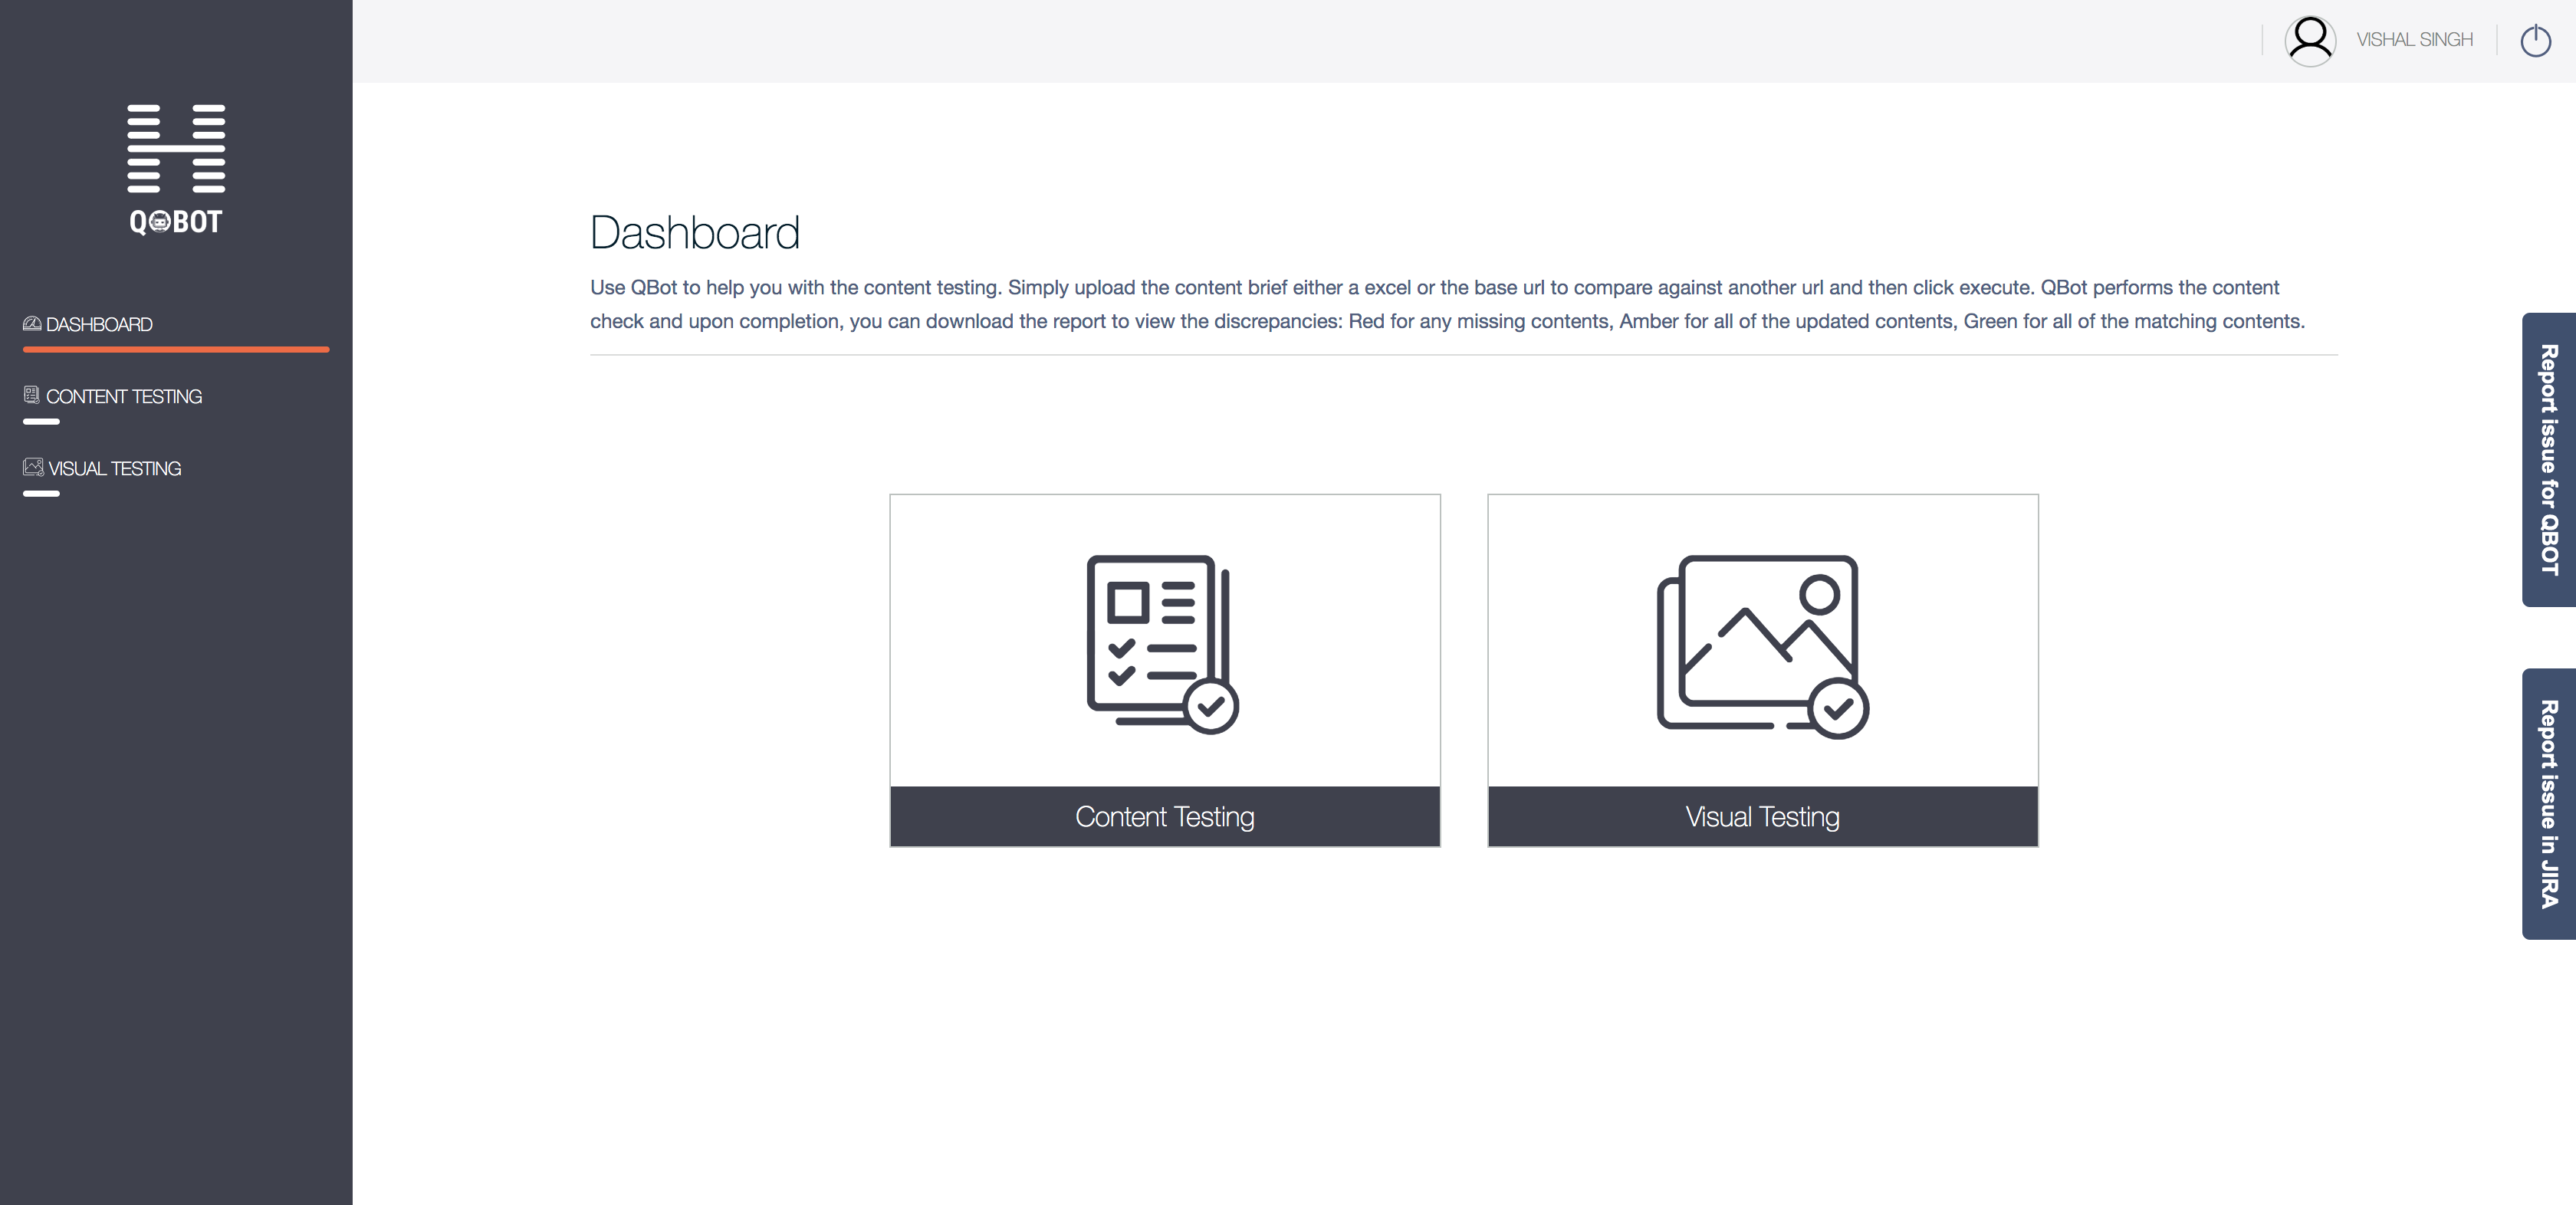 VISHAL SINGH
QBOT
DASHBOARD
CONTENT TESTING
VISUAL TESTING
Dashboard
Use QBot to help you with the content testing. Simply upload the content brief either a excel or the base url to compare against another url and then click execute. QBot performs the content
check and upon completion, you can download the report to view the discrepancies: Red for any missing contents, Amber for all of the updated contents, Green for all of the matching contents.
Content Testing
Visual Testing
Report issue for QBOT
Report issue in JIRA